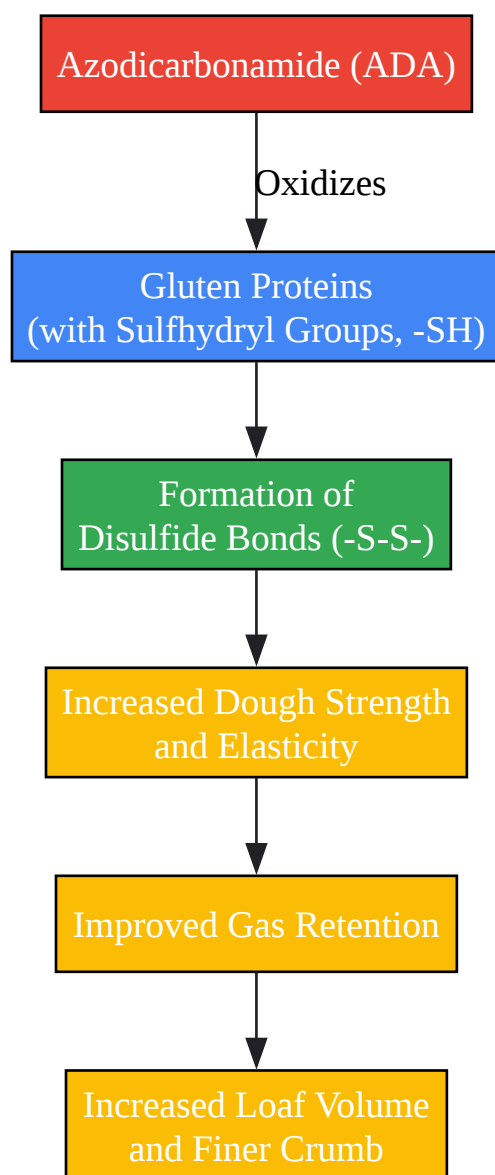 Azodicarbonamide (ADA)
Oxidizes
Gluten Proteins
(with Sulfhydryl Groups, -SH)
Formation of
Disulfide Bonds (-S-S-)
Increased Dough Strength
and Elasticity
Improved Gas Retention
Increased Loaf Volume
and Finer Crumb